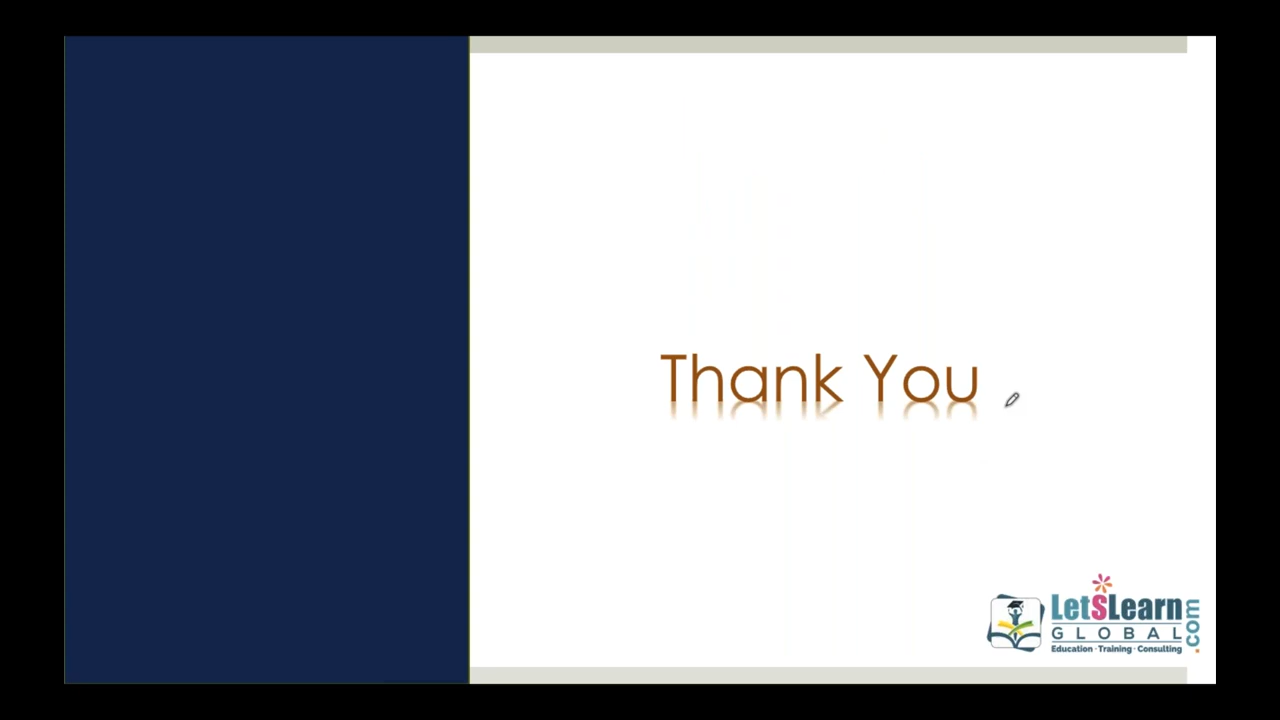 Thank You
LetSLearn
GLOBAL
.com
Education · Training · Consulting